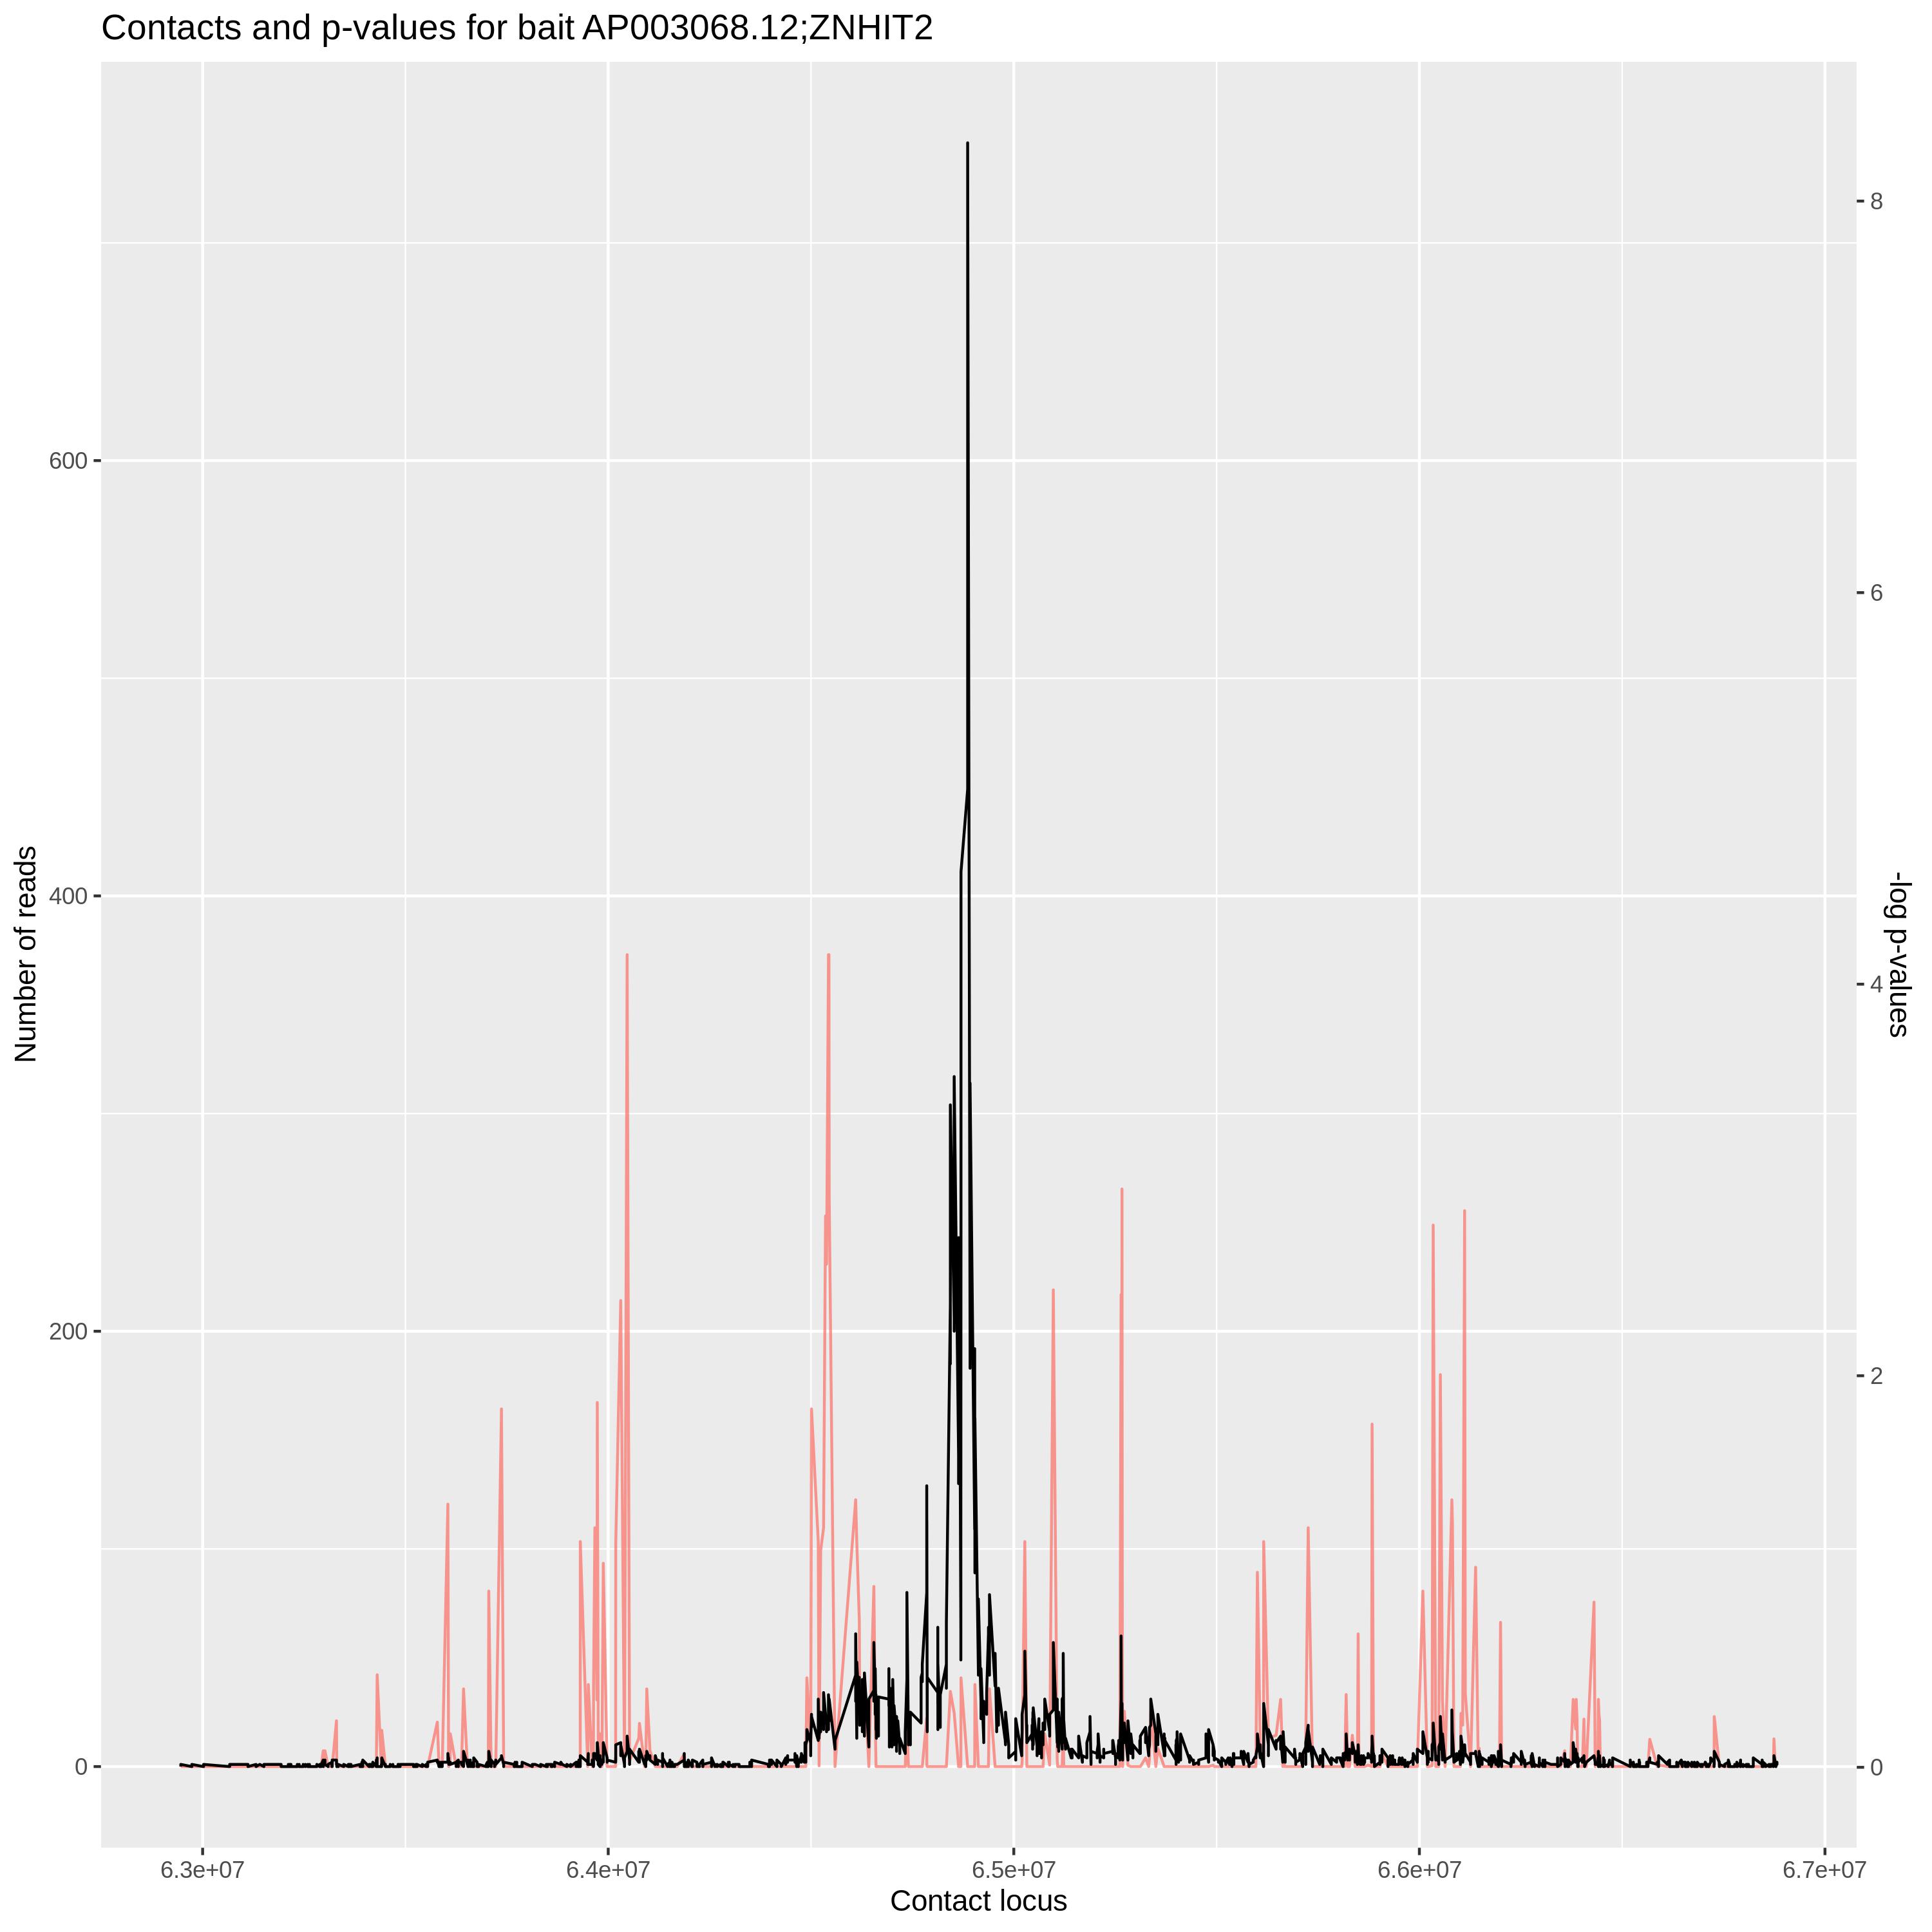 Contacts and p-values for bait AP003068.12;ZNHIT2
Number of reads
600
400
200
0
8
6
4
2
0
-log p-values
6.3e+07 6.4e+07 6.5e+07 6.6e+07 6.7e+07
Contact locus